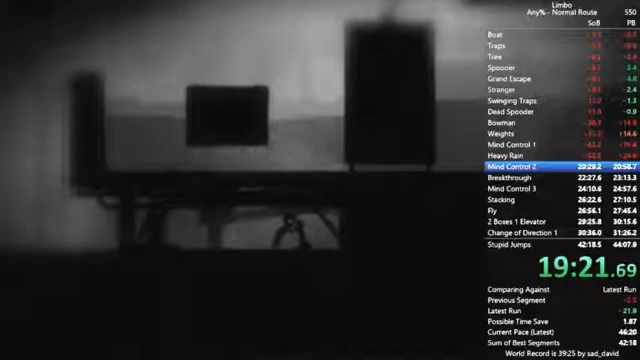 Limbo
Any% - Normal Route 550
SoB PB
Boat
Traps
Tree
Spooder 2.4
Grand Escape 4.8
Stranger -2.4
Swinging Traps -1.3
Dead Spooder -0.9
Bowman
Weights
Mind Control 1
Heavy Rain
Mind Control 2 20:29.2 20:58.7
Breakthrough 22:27.6 23:13.3
Mind Control 3 24:10.6 24:57.6
Stacking 26:22.6 27:10.5
Fly 26:56.1 27:45.4
2 Boxes 1 Elevator 29:25.8 30:15.6
Change of Direction 1 30:36.0 31:26.2
Stupid Jumps 42:18.5 44:07.9
19:21.69
Comparing Against Latest Run
Previous Segment
Latest Run -21.9
Possible Time Save 1.87
Current Pace (Latest) 46:20
Sum of Best Segments 42:18
World Record is 39:25 by sad_david